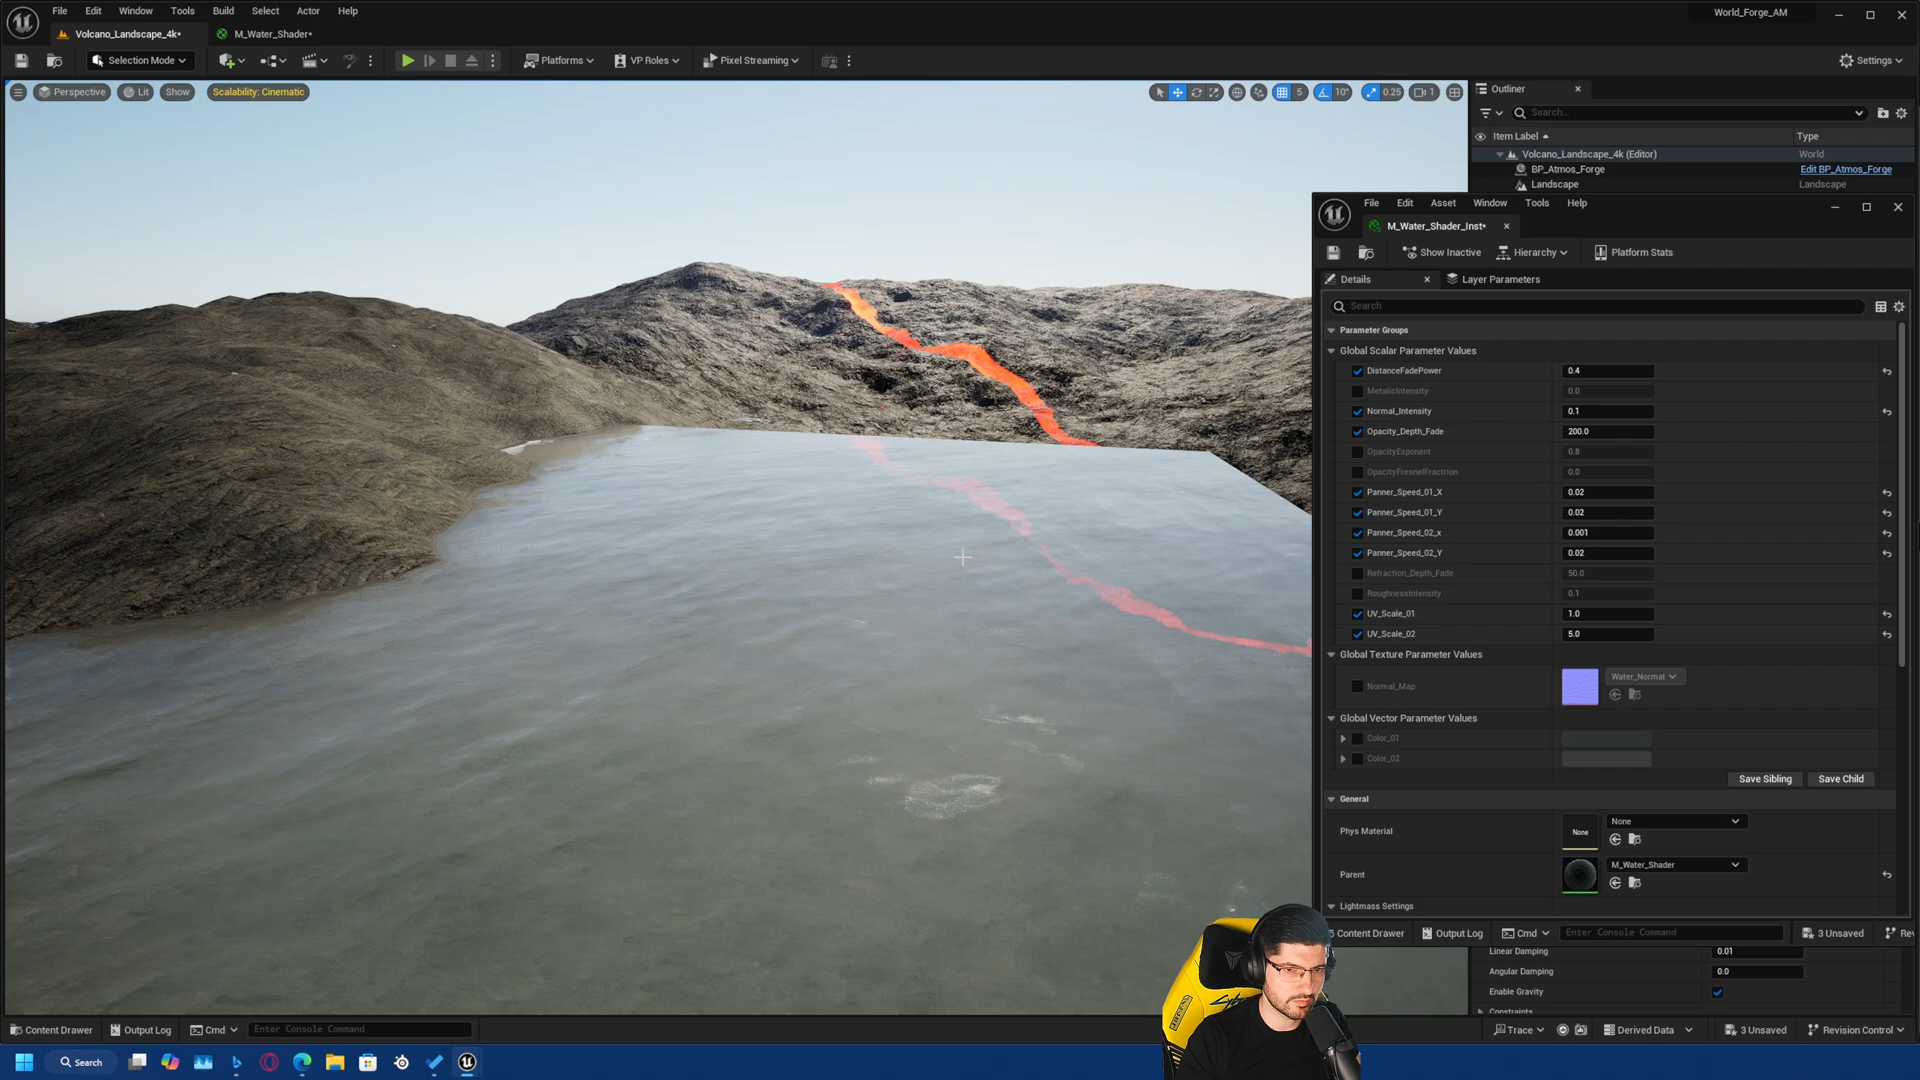 File Edit Window Tools Build Select Actor Help
World_Forge_AM
Volcano_Landscape_4k*
M_Water_Shader*
Selection Mode
Platforms
VP Roles
Pixel Streaming
Settings
Perspective
Lit
Show
Scalability: Cinematic
5
10°
0.25
1
Outliner
Search...
Item Label
Type
Volcano_Landscape_4k (Editor)
World
BP_Atmos_Forge
Edit BP_Atmos_Forge
Landscape
Landscape
File Edit Asset Window Tools Help
M_Water_Shader_Inst*
Show Inactive
Hierarchy
Platform Stats
Details
Layer Parameters
Search
Parameter Groups
Global Scalar Parameter Values
DistanceFadePower 0.4
MetalicIntensity 0.0
Normal_Intensity 0.1
Opacity_Depth_Fade 200.0
OpacityExponent 0.8
OpacityFresnelFractrion 0.0
Panner_Speed_01_X 0.02
Panner_Speed_01_Y 0.02
Panner_Speed_02_x 0.001
Panner_Speed_02_Y 0.02
Refraction_Depth_Fade 50.0
RoughnessIntensity 0.1
UV_Scale_01 1.0
UV_Scale_02 5.0
Global Texture Parameter Values
Normal_Map
Water_Normal
Global Vector Parameter Values
Color_01
Color_02
Save Sibling
Save Child
General
Phys Material
None
None
Parent
M_Water_Shader
Lightmass Settings
Content Drawer
Output Log
Cmd
Enter Console Command
3 Unsaved
Rev
Linear Damping 0.01
Angular Damping 0.0
Enable Gravity
Constraints
Content Drawer
Output Log
Cmd
Enter Console Command
Trace
Derived Data
3 Unsaved
Revision Control
Search